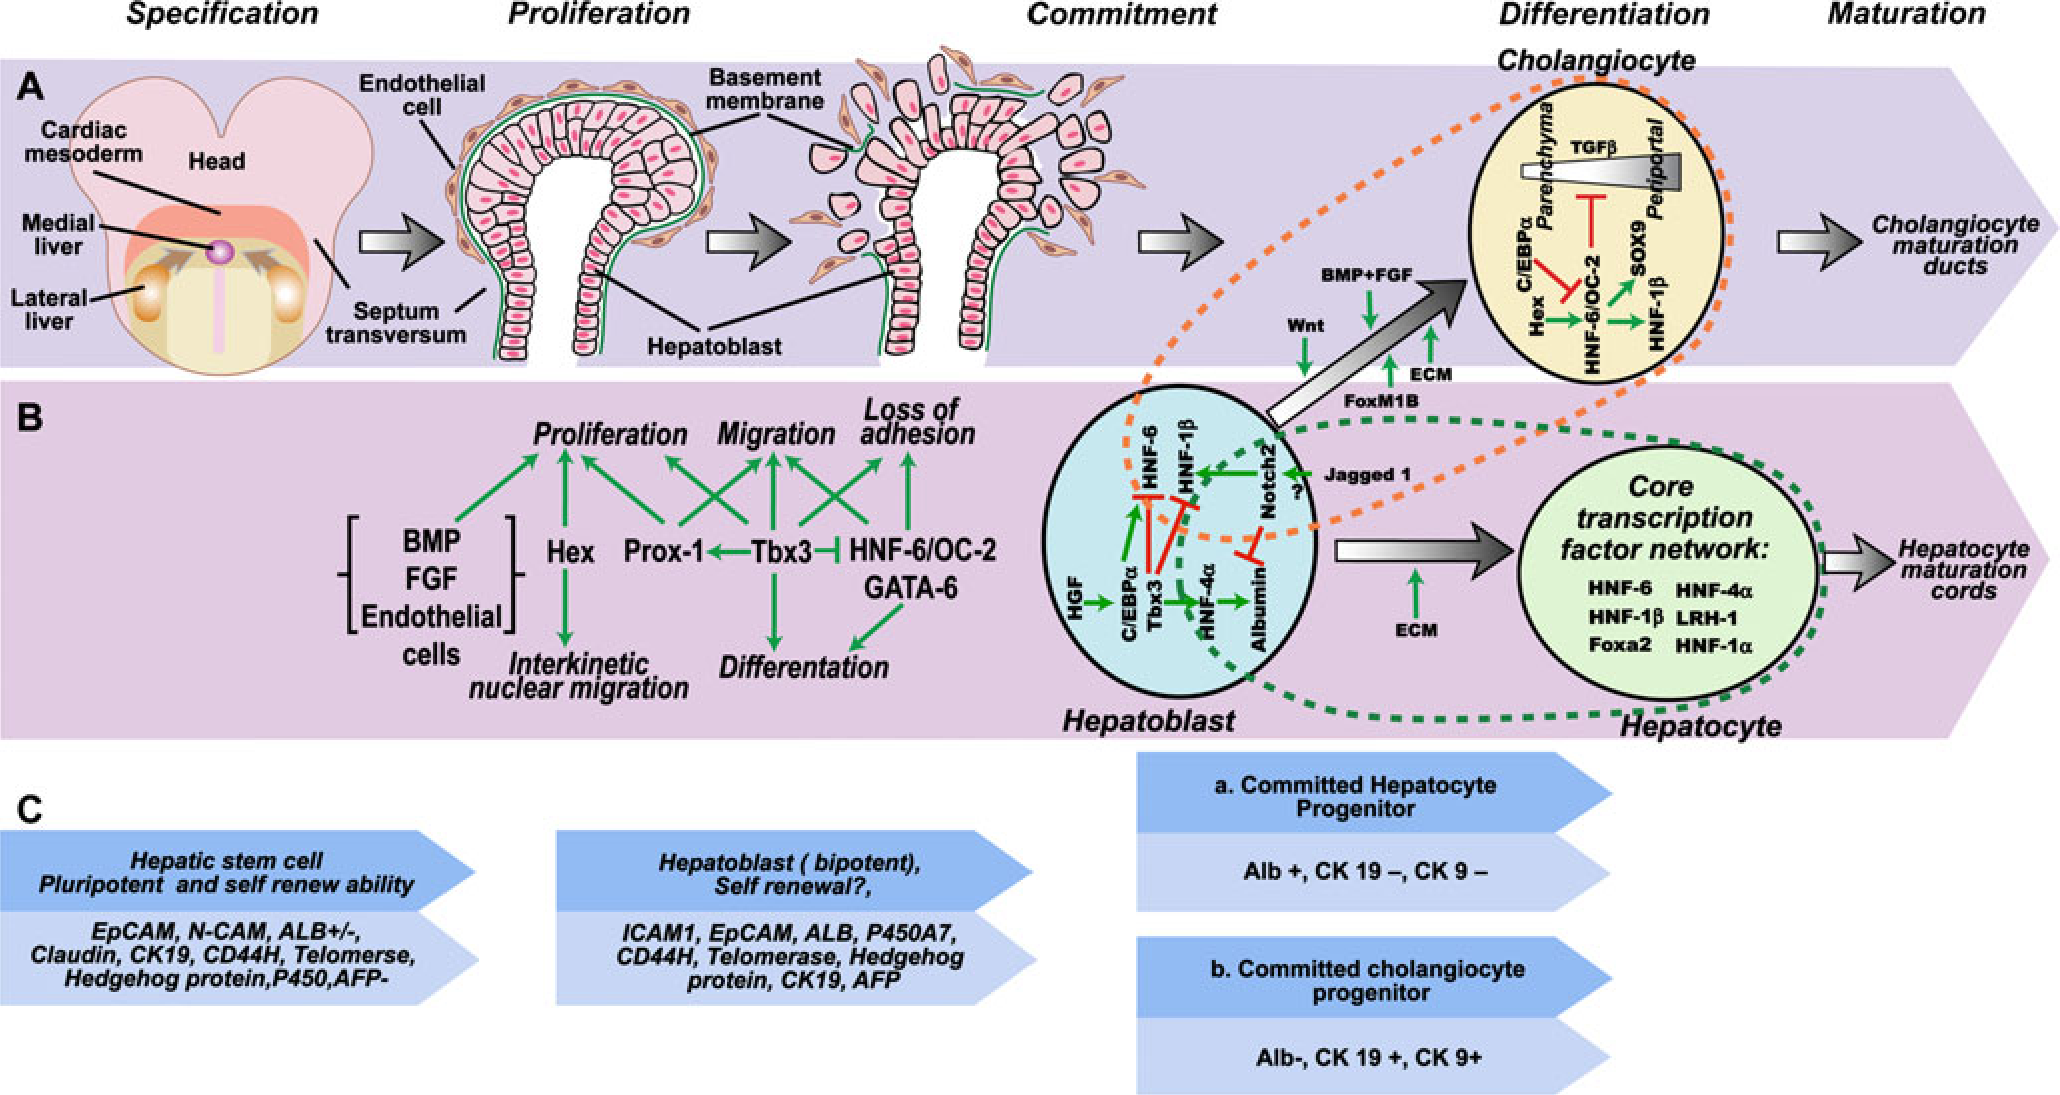 Specification
Proliferation
Commitment
Differentiation
Maturation
A
Cardiac
mesoderm
Head
Medial
liver
Lateral
liver
Septum
transversum
Endothelial
cell
Basement
membrane
Hepatoblast
Cholangiocyte
Parenchyma
TGFβ
Periportal
C/EBPα
Hex
HNF-6/OC-2
SOX9
HNF-1β
BMP+FGF
Wnt
ECM
FoxM1B
Cholangiocyte
maturation
ducts
B
Proliferation
Migration
Loss of
adhesion
BMP
FGF
Endothelial
cells
Hex
Prox-1
Tbx3
HNF-6/OC-2
GATA-6
Interkinetic
nuclear migration
Differentation
HNF-6
HNF-1β
Notch2
?
Jagged 1
HGF
C/EBPα
Tbx3
HNF-4α
Albumin
Hepatoblast
ECM
Core
transcription
factor network:
HNF-6 HNF-4α
HNF-1β LRH-1
Foxa2 HNF-1α
Hepatocyte
Hepatocyte
maturation
cords
C
Hepatic stem cell
Pluripotent and self renew ability
EpCAM, N-CAM, ALB+/-,
Claudin, CK19, CD44H, Telomerse,
Hedgehog protein,P450,AFP-
Hepatoblast ( bipotent),
Self renewal?,
ICAM1, EpCAM, ALB, P450A7,
CD44H, Telomerase, Hedgehog
protein, CK19, AFP
a. Committed Hepatocyte
Progenitor
Alb +, CK 19 –, CK 9 –
b. Committed cholangiocyte
progenitor
Alb-, CK 19 +, CK 9+